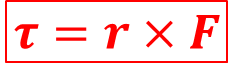 τ = r × F